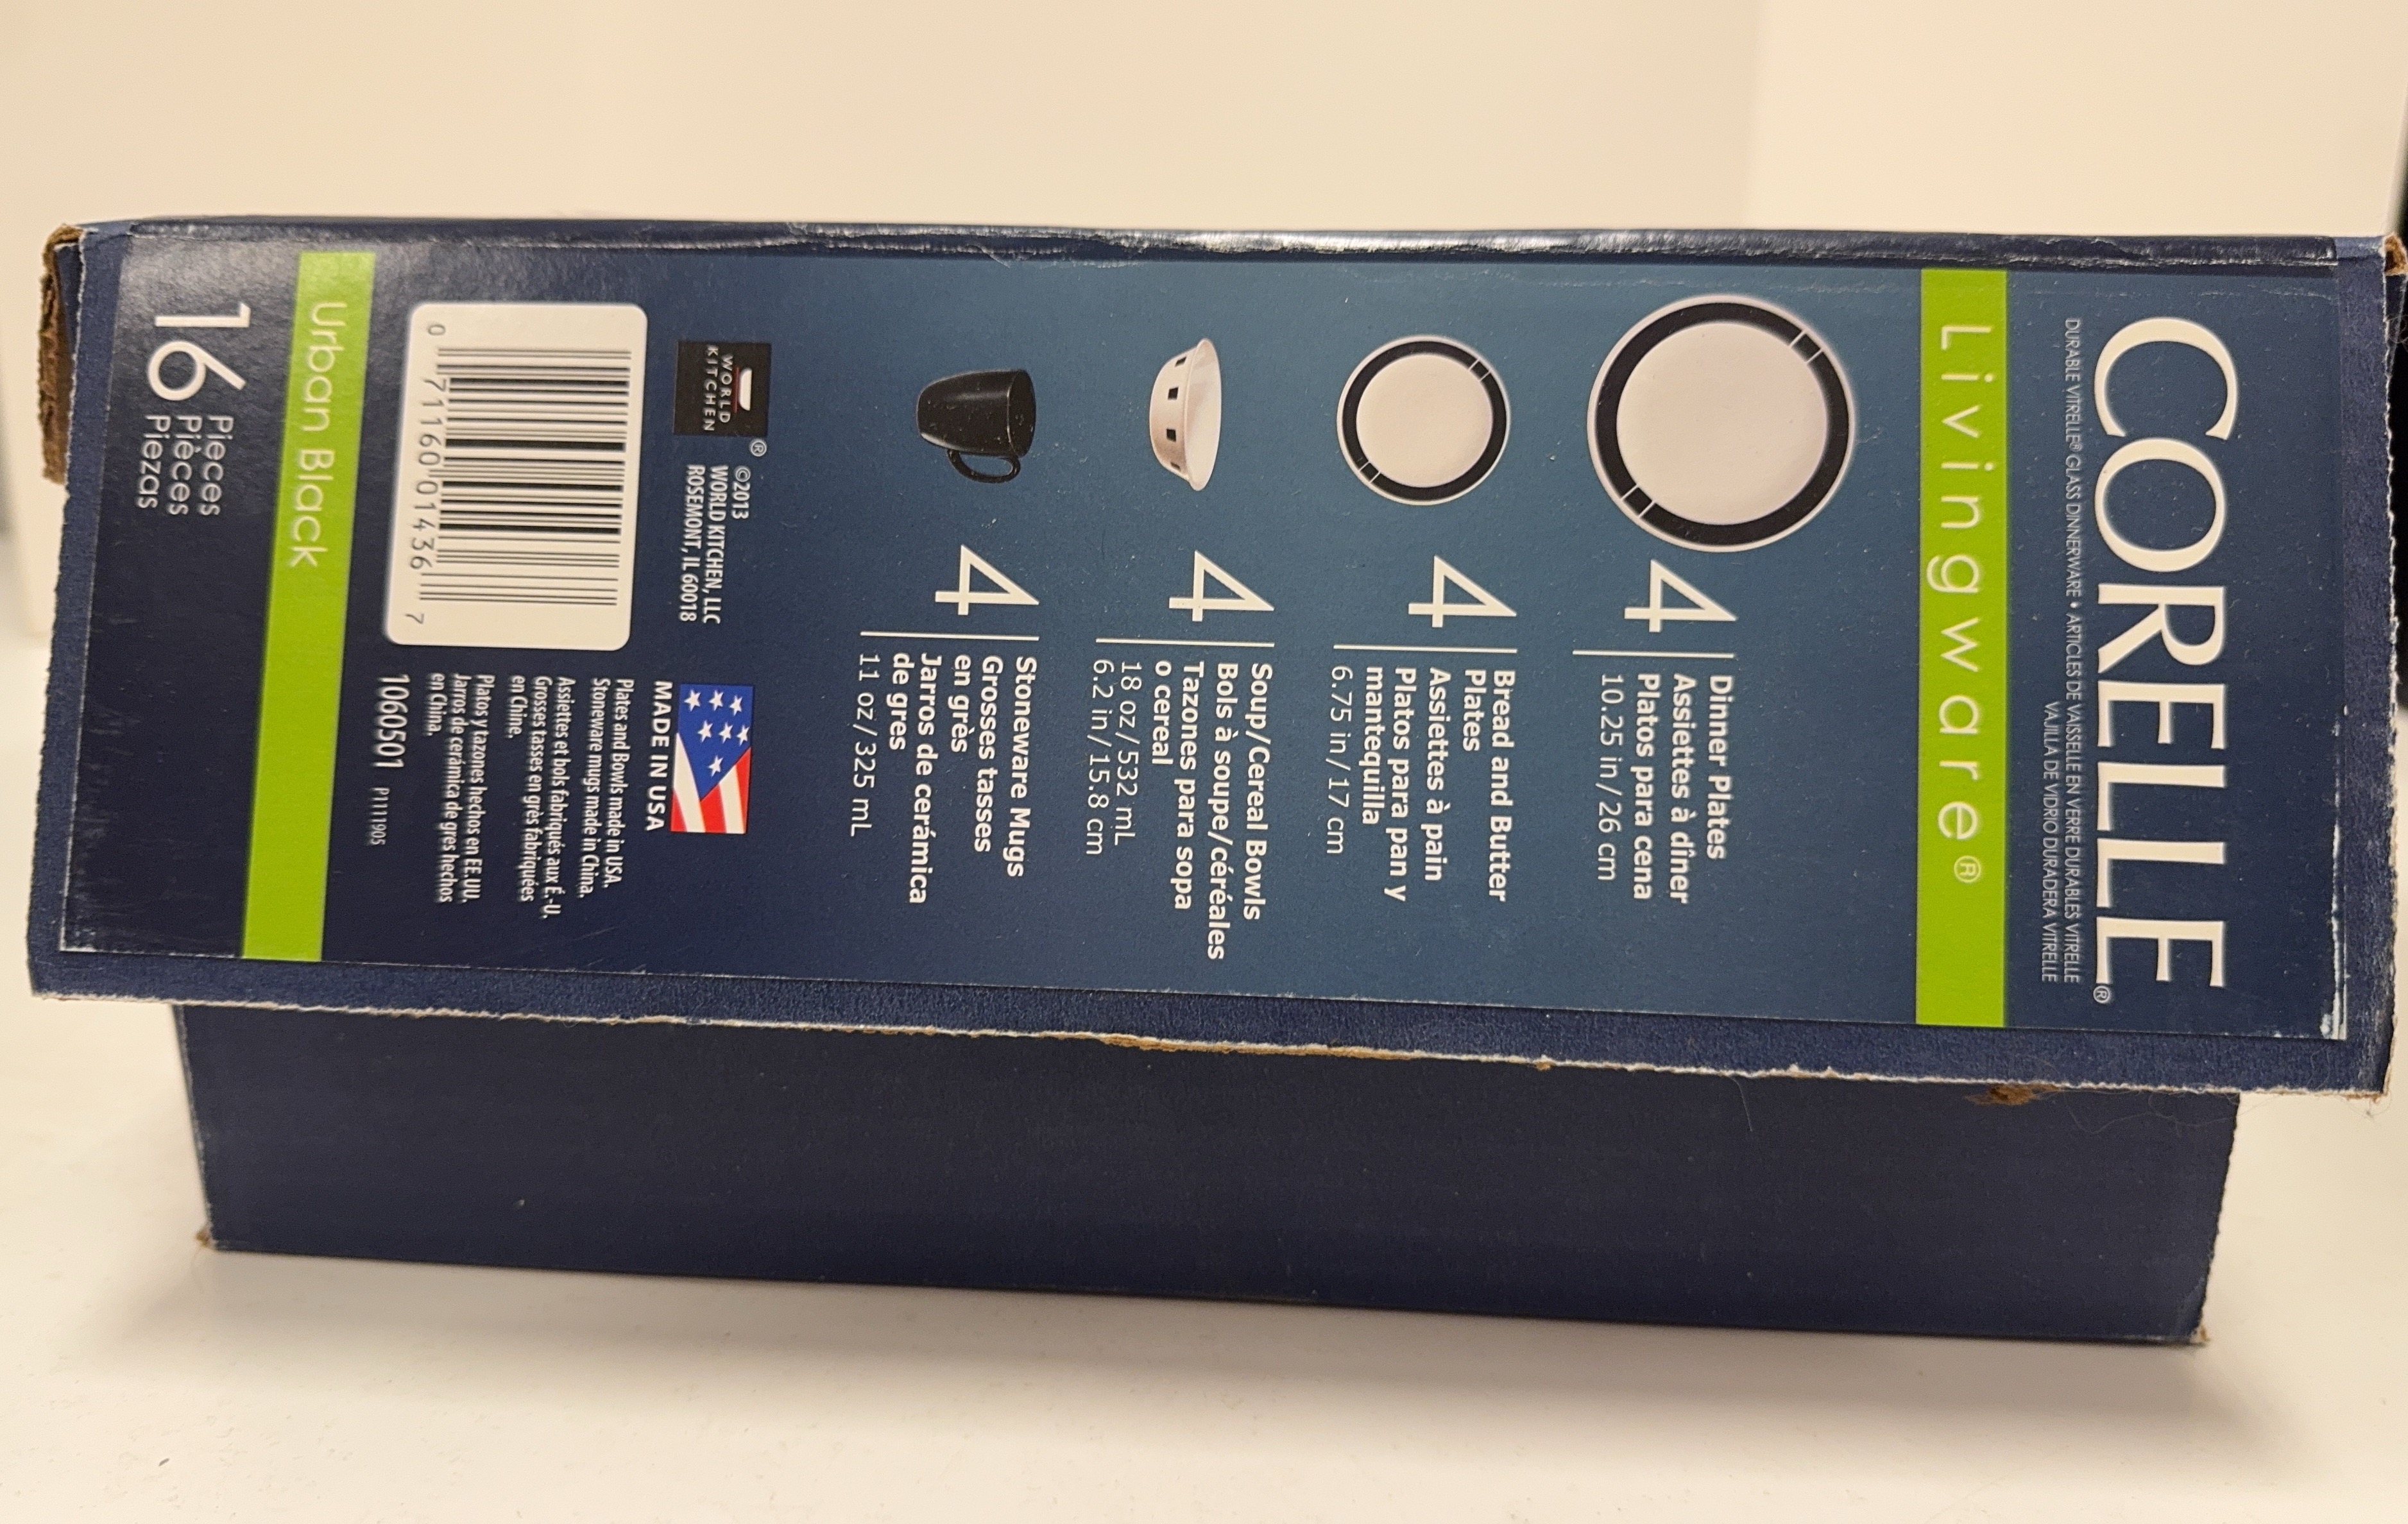 CORELLE®
DURABLE VITRELLE® GLASS DINNERWARE • ARTICLES DE VAISSELLE EN VERRE DURABLES VITRELLE
VAJILLA DE VIDRIO DURADERA VITRELLE
Livingware®
4
Dinner Plates
Assiettes à dîner
Platos para cena
10.25 in/26 cm
4
Bread and Butter
Plates
Assiettes à pain
Platos para pan y
mantequilla
6.75 in/17 cm
4
Soup/Cereal Bowls
Bols à soupe/céréales
Tazones para sopa
o cereal
18 oz/532 mL
6.2 in/15.8 cm
4
Stoneware Mugs
Grosses tasses
en grès
Jarros de cerámica
de gres
11 oz/325 mL
WORLD
KITCHEN®
©2013
WORLD KITCHEN, LLC
ROSEMONT, IL 60018
MADE IN USA
Plates and Bowls made in USA.
Stoneware mugs made in China.
Assiettes et bols fabriqués aux É.-U.
Grosses tasses en grès fabriquées
en Chine.
Platos y tazones hechos en EE.UU.
Jarros de cerámica de gres hechos
en China.
1060501 P1111905
0 71160 01436 7
Urban Black
16
Pieces
Pièces
Piezas